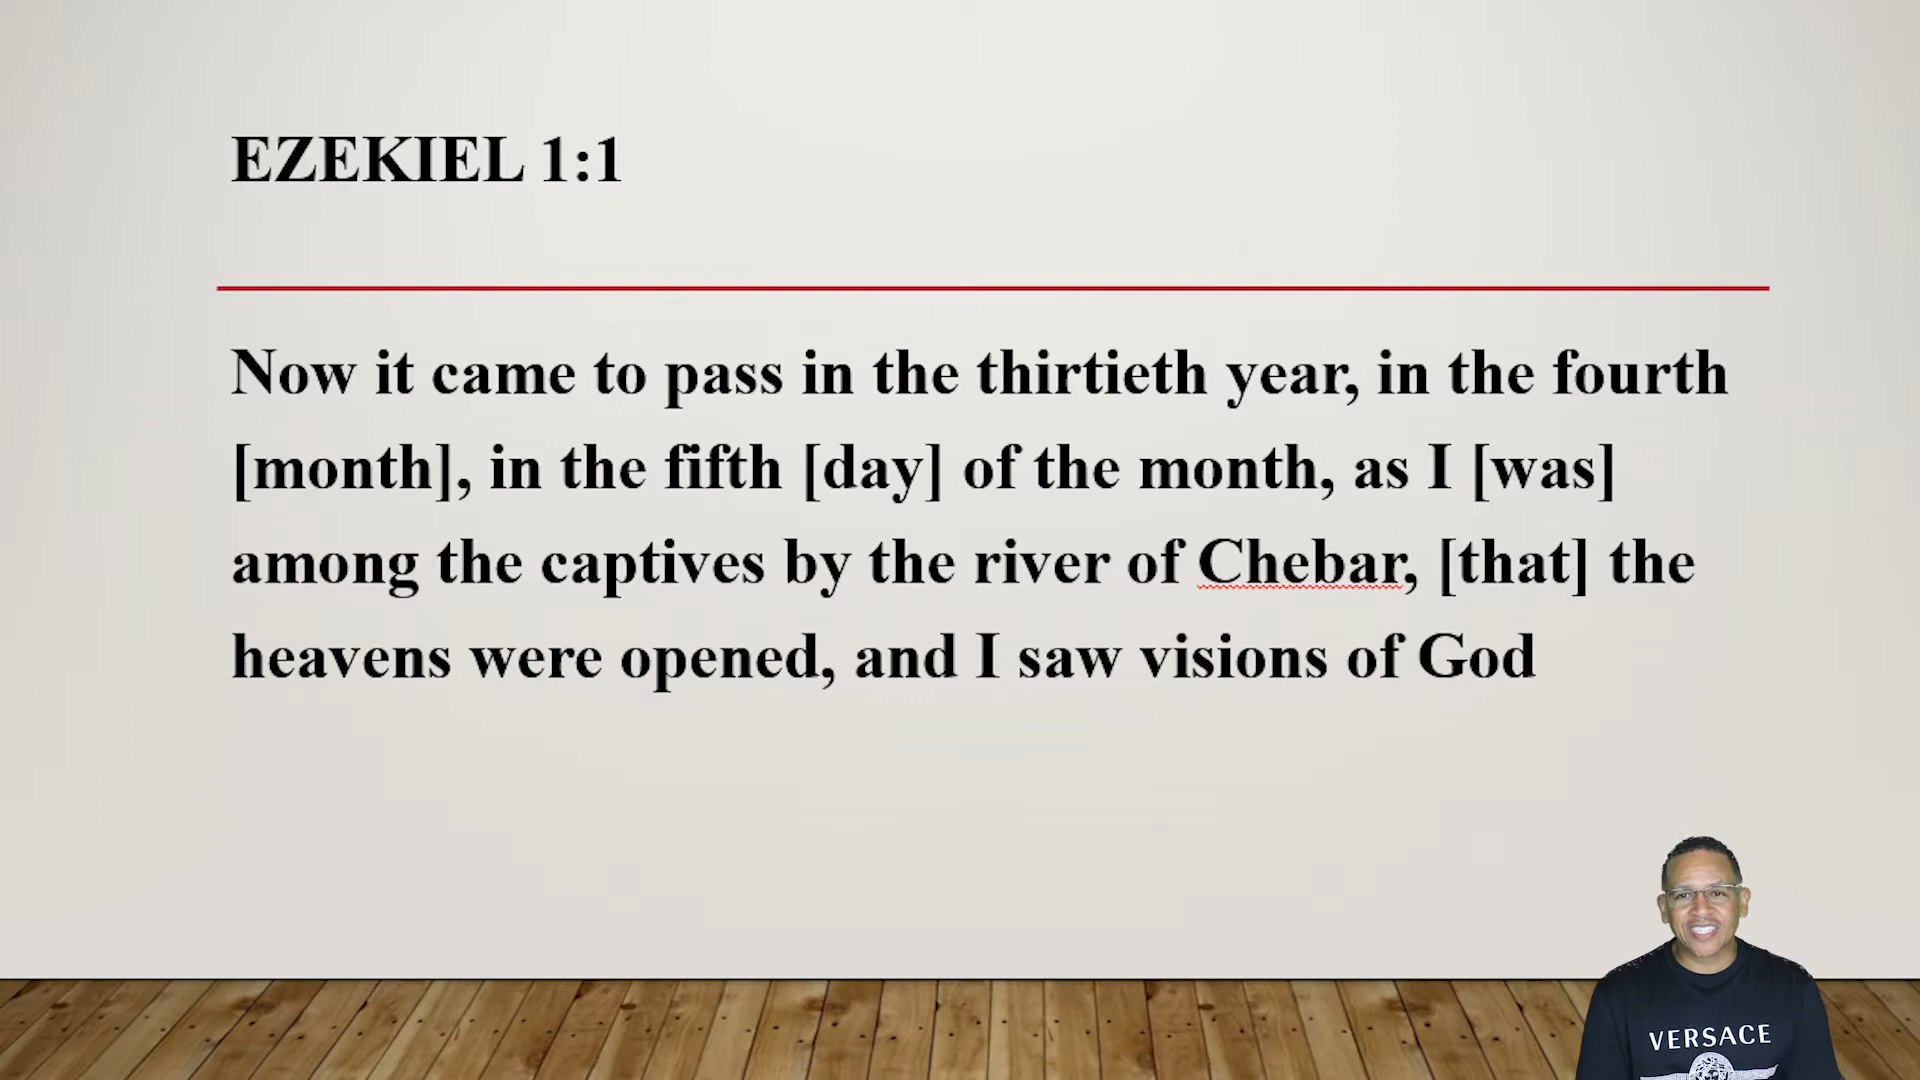 EZEKIEL 1:1
Now it came to pass in the thirtieth year, in the fourth
[month], in the fifth [day] of the month, as I [was]
among the captives by the river of Chebar, [that] the
heavens were opened, and I saw visions of God
VERSACE